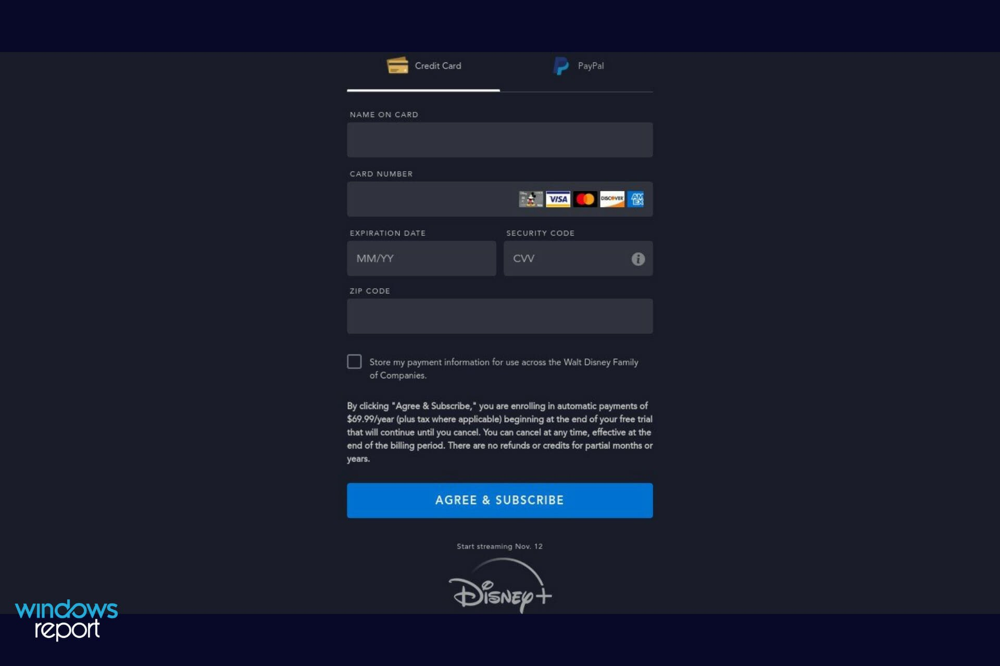 Credit Card
PayPal
NAME ON CARD
CARD NUMBER
VISA
DISCOVER
AM
EX
EXPIRATION DATE
SECURITY CODE
MM/YY
CVV
ZIP CODE
Store my payment information for use across the Walt Disney Family
of Companies.
By clicking "Agree & Subscribe," you are enrolling in automatic payments of
$69.99/year (plus tax where applicable) beginning at the end of your free trial
that will continue until you cancel. You can cancel at any time, effective at the
end of the billing period. There are no refunds or credits for partial months or
years.
AGREE & SUBSCRIBE
Start streaming Nov. 12
Disney+
windows
report